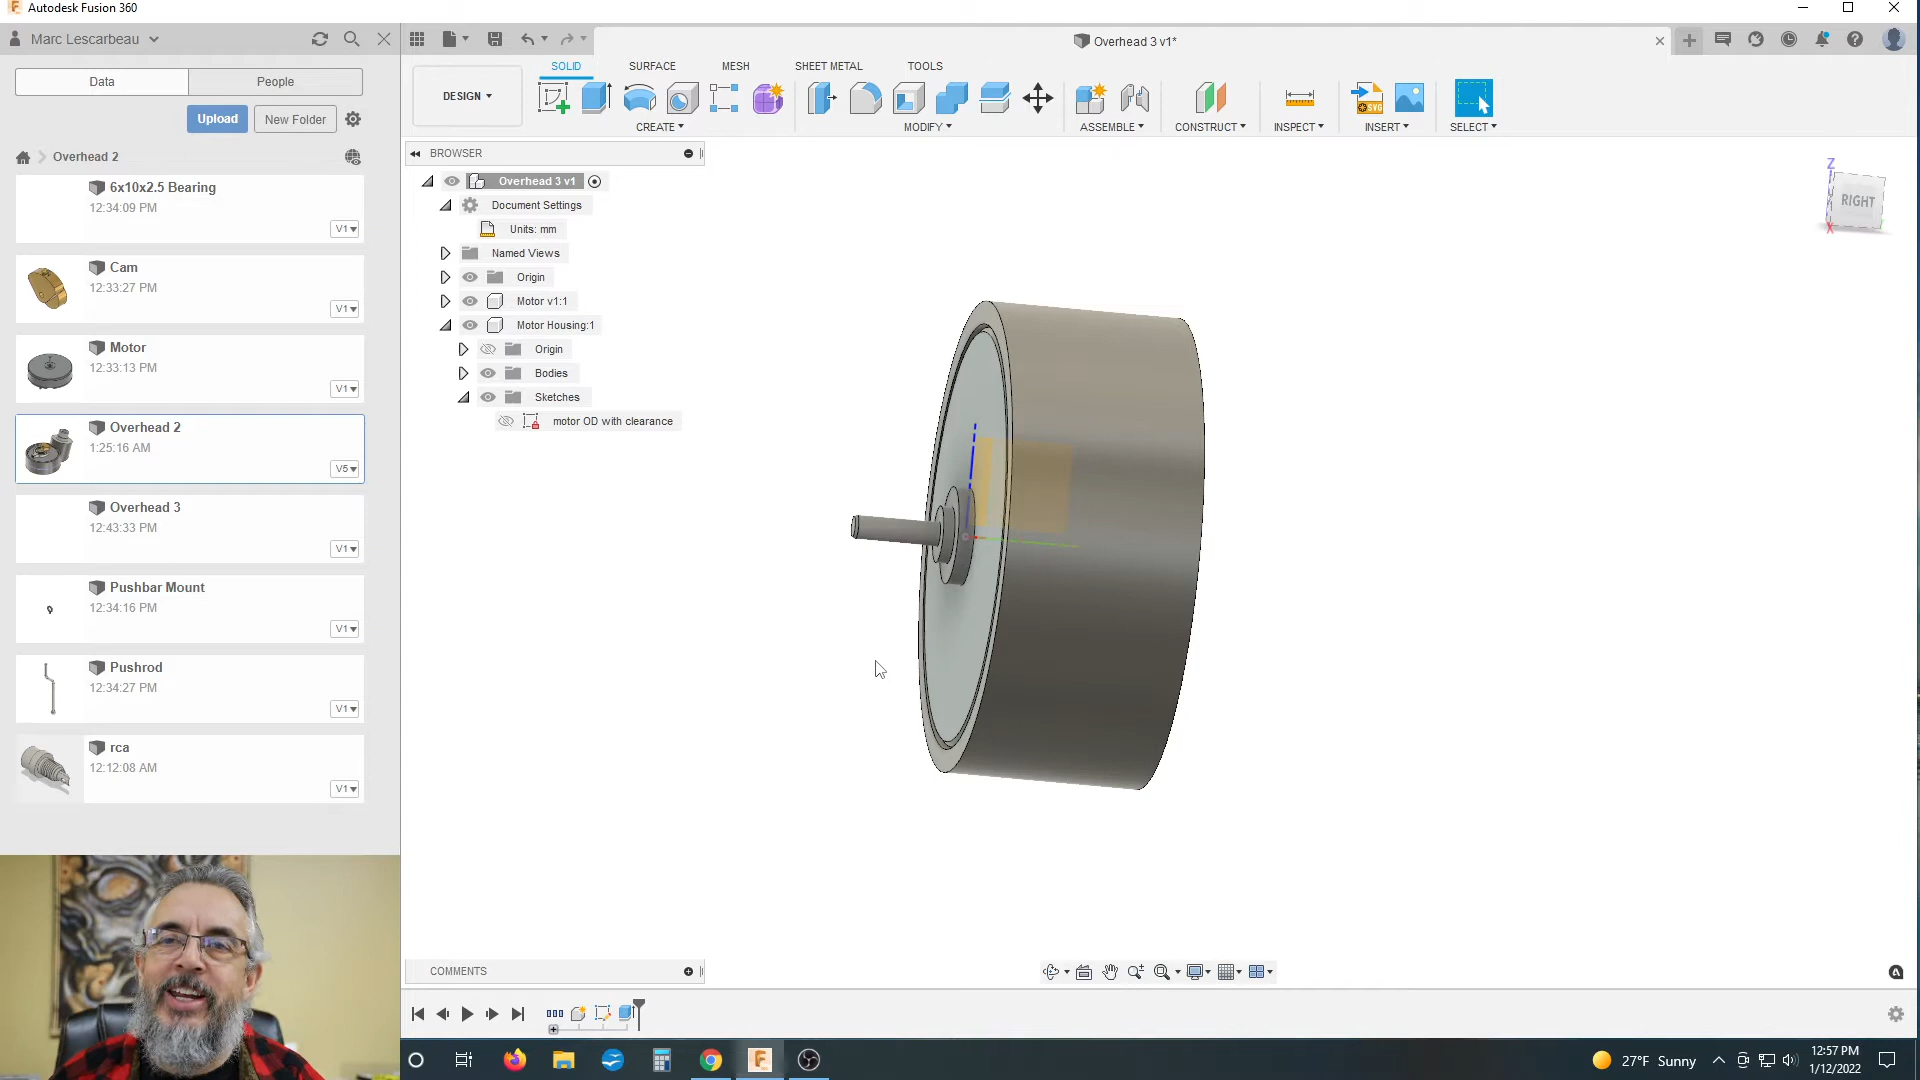 Autodesk Fusion 360
Marc Lescarbeau
Overhead 3 v1*
Data
People
Upload
New Folder
Overhead 2
6x10x2.5 Bearing
12:34:09 PM
V1
Cam
12:33:27 PM
V1
Motor
12:33:13 PM
V1
Overhead 2
1:25:16 AM
V5
Overhead 3
12:43:33 PM
V1
Pushbar Mount
12:34:16 PM
V1
Pushrod
12:34:27 PM
V1
rca
12:12:08 AM
V1
SOLID SURFACE MESH SHEET METAL TOOLS
DESIGN
CREATE MODIFY ASSEMBLE CONSTRUCT INSPECT INSERT SELECT
SVG
BROWSER
Overhead 3 v1
Document Settings
Units: mm
Named Views
Origin
Motor v1:1
Motor Housing:1
Origin
Bodies
Sketches
motor OD with clearance
Z
RIGHT
X
COMMENTS
27°F Sunny
12:57 PM
1/12/2022